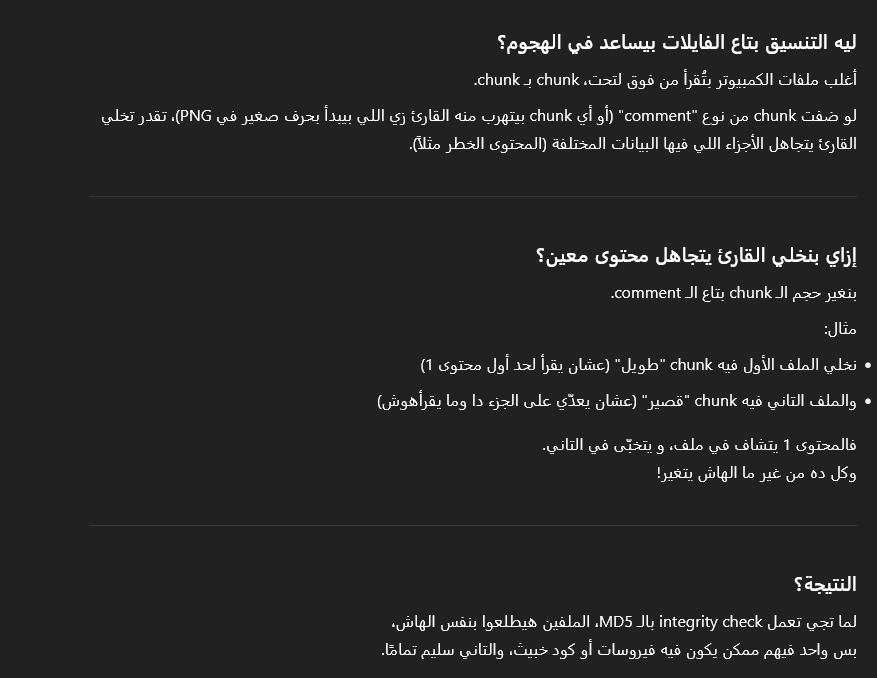 ليه التنسيق بتاع الفايلات بيساعد في الهجوم؟
أغلب ملفات الكمبيوتر بتُقرأ من فوق لتحت، chunk بـ chunk.
لو ضفت chunk من نوع "comment" (أو أي chunk بيتهرب منه القارئ زي اللي بيبدأ بحرف صغير في PNG)، تقدر تخلي
القارئ يتجاهل الأجزاء اللي فيها البيانات المختلفة (المحتوى الخطر مثلاً).
إزاي بنخلي القارئ يتجاهل محتوى معين؟
بنغير حجم الـ chunk بتاع الـ comment.
مثال:
• نخلي الملف الأول فيه chunk "طويل" (عشان يقرأ لحد أول محتوى 1)
• والملف التاني فيه chunk "قصير" (عشان يعدّي على الجزء دا وما يقرأهوش)
فالمحتوى 1 يتشاف في ملف، و يتخبّى في التاني.
وكل ده من غير ما الهاش يتغير!
النتيجة؟
لما تجي تعمل integrity check بالـ MD5، الملفين هيطلعوا بنفس الهاش،
بس واحد فيهم ممكن يكون فيه فيروسات أو كود خبيث، والتاني سليم تمامًا.